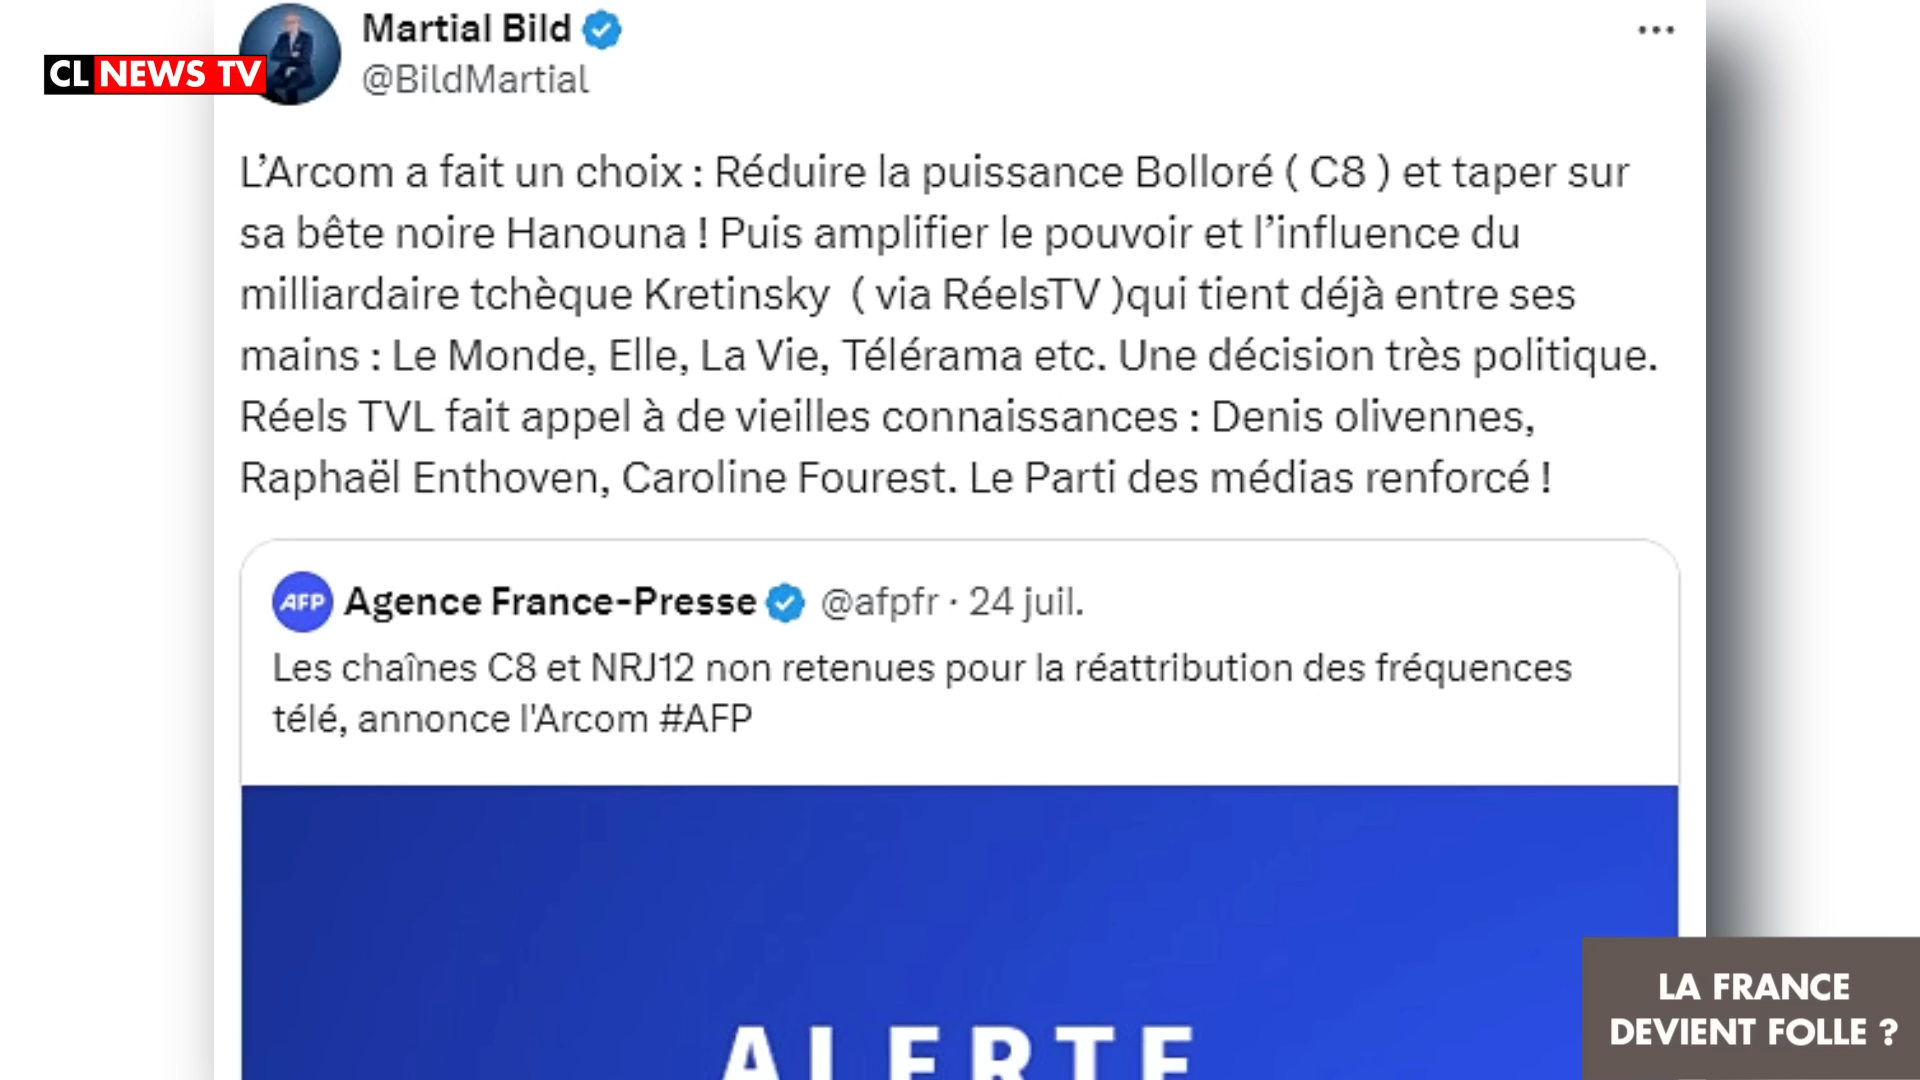 Martial Bild
@BildMartial
CL NEWS TV
L’Arcom a fait un choix : Réduire la puissance Bolloré ( C8 ) et taper sur
sa bête noire Hanouna ! Puis amplifier le pouvoir et l’influence du
milliardaire tchèque Kretinsky ( via RéelsTV )qui tient déjà entre ses
mains : Le Monde, Elle, La Vie, Télérama etc. Une décision très politique.
Réels TVL fait appel à de vieilles connaissances : Denis olivennes,
Raphaël Enthoven, Caroline Fourest. Le Parti des médias renforcé !
AFP Agence France-Presse @afpfr · 24 juil.
Les chaînes C8 et NRJ12 non retenues pour la réattribution des fréquences
télé, annonce l'Arcom #AFP
ALERTE
LA FRANCE
DEVIENT FOLLE ?